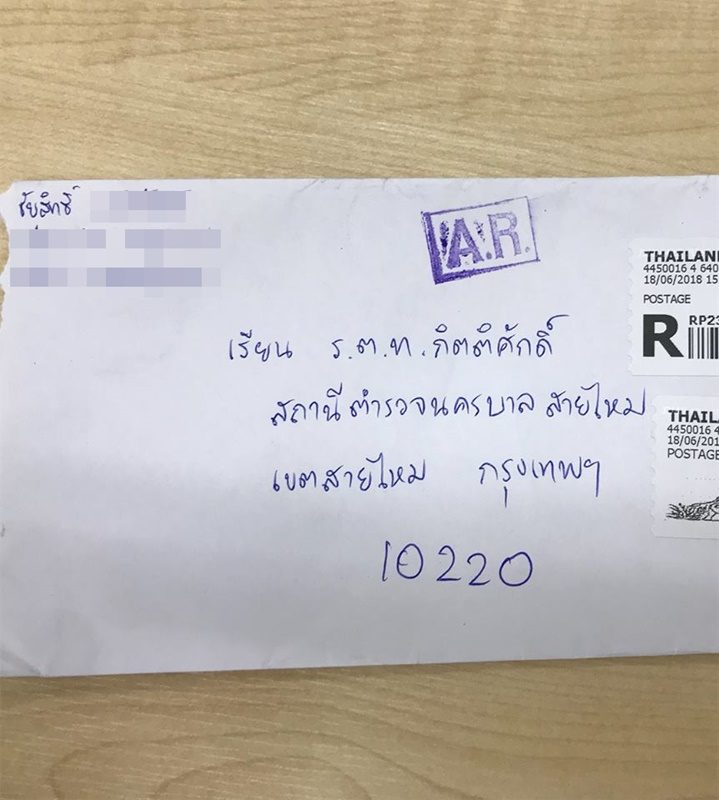 ชัยสิทธิ์
A.R.
THAILAND
4450016 4 640
18/06/2018 15
POSTAGE
R RP23
เรียน ร.ต.ท.กิตติศักดิ์
สถานีตำรวจนครบาล สายไหม
เขตสายไหม กรุงเทพฯ
10220
THAIL
4450016 4
18/06/201
POSTAGE